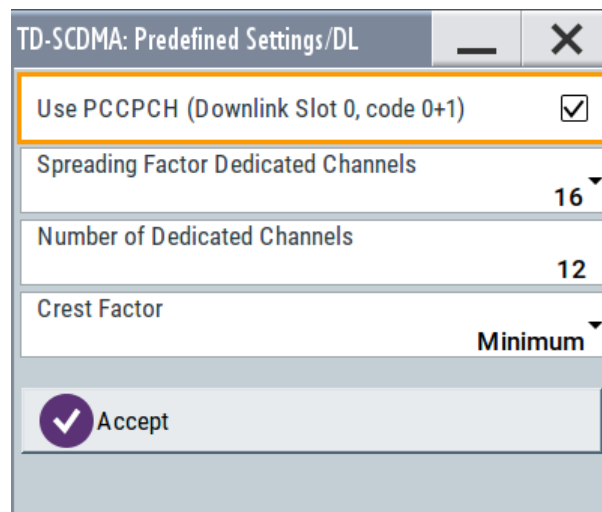 TD-SCDMA: Predefined Settings/DL
Use PCCPCH (Downlink Slot 0, code 0+1)
Spreading Factor Dedicated Channels
16
Number of Dedicated Channels
12
Crest Factor
Minimum
Accept